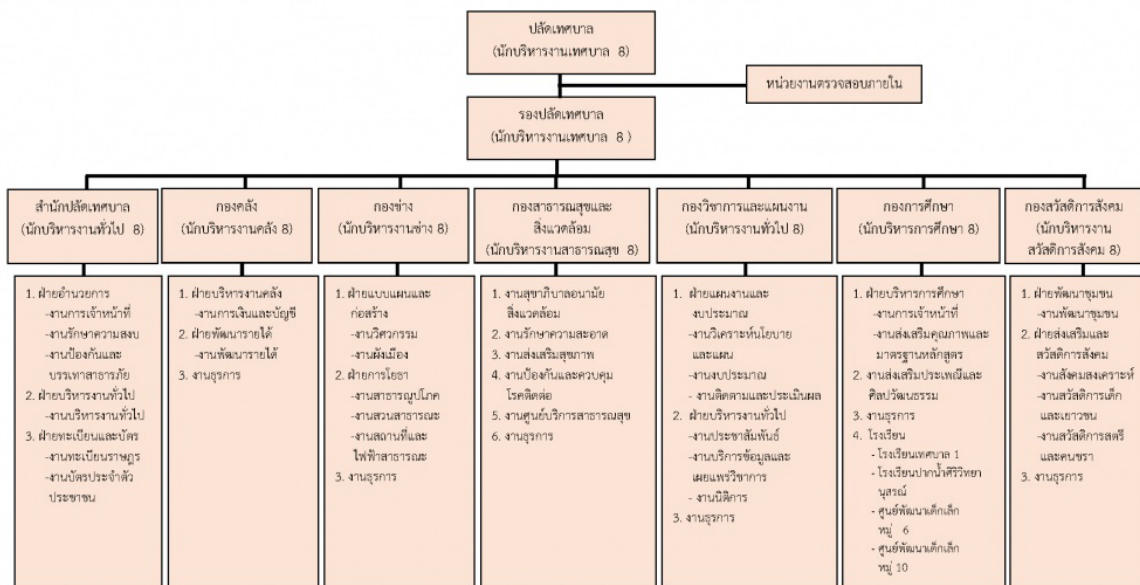 ปลัดเทศบาล
(นักบริหารงานเทศบาล 8)
หน่วยงานตรวจสอบภายใน
รองปลัดเทศบาล
(นักบริหารงานเทศบาล 8 )
สำนักปลัดเทศบาล
(นักบริหารงานทั่วไป 8)
กองคลัง
(นักบริหารงานคลัง 8)
กองช่าง
(นักบริหารงานช่าง 8)
กองสาธารณสุขและ
สิ่งแวดล้อม
(นักบริหารงานสาธารณสุข 8)
กองวิชาการและแผนงาน
(นักบริหารงานทั่วไป 8)
กองการศึกษา
(นักบริหารการศึกษา 8)
กองสวัสดิการสังคม
(นักบริหารงาน
สวัสดิการสังคม 8)
1. ฝ่ายอำนวยการ
-งานการเจ้าหน้าที่
-งานรักษาความสงบ
-งานป้องกันและ
บรรเทาสาธารภัย
2. ฝ่ายบริหารงานทั่วไป
-งานบริหารงานทั่วไป
3. ฝ่ายทะเบียนและบัตร
-งานทะเบียนราษฎร
-งานบัตรประจำตัว
ประชาชน
1. ฝ่ายบริหารงานคลัง
-งานการเงินและบัญชี
2. ฝ่ายพัฒนารายได้
-งานพัฒนารายได้
3. งานธุรการ
1. ฝ่ายแบบแผนและ
ก่อสร้าง
-งานวิศวกรรม
-งานผังเมือง
2. ฝ่ายการโยธา
-งานสาธารณูปโภค
-งานสวนสาธารณะ
-งานสถานที่และ
ไฟฟ้าสาธารณะ
3. งานธุรการ
1. งานสุขาภิบาลอนามัย
สิ่งแวดล้อม
2. งานรักษาความสะอาด
3. งานส่งเสริมสุขภาพ
4. งานป้องกันและควบคุม
โรคติดต่อ
5. งานศูนย์บริการสาธารณสุข
6. งานธุรการ
1. ฝ่ายแผนงานและ
งบประมาณ
-งานวิเคราะห์นโยบาย
และแผน
-งานงบประมาณ
- งานติดตามและประเมินผล
2. ฝ่ายบริหารงานทั่วไป
-งานประชาสัมพันธ์
-งานบริการข้อมูลและ
เผยแพร่วิชาการ
- งานนิติการ
3. งานธุรการ
1. ฝ่ายบริหารการศึกษา
-งานการเจ้าหน้าที่
-งานส่งเสริมคุณภาพและ
มาตรฐานหลักสูตร
2. งานส่งเสริมประเพณีและ
ศิลปวัฒนธรรม
3. งานธุรการ
4. โรงเรียน
- โรงเรียนเทศบาล 1
- โรงเรียนปากน้ำศิริวิทยา
นุสรณ์
- ศูนย์พัฒนาเด็กเล็ก
หมู่ 6
- ศูนย์พัฒนาเด็กเล็ก
หมู่ 10
1. ฝ่ายพัฒนาชุมชน
-งานพัฒนาชุมชน
2. ฝ่ายส่งเสริมและ
สวัสดิการสังคม
-งานสังคมสงเคราะห์
-งานสวัสดิการเด็ก
และเยาวชน
-งานสวัสดิการสตรี
และคนชรา
3. งานธุรการ